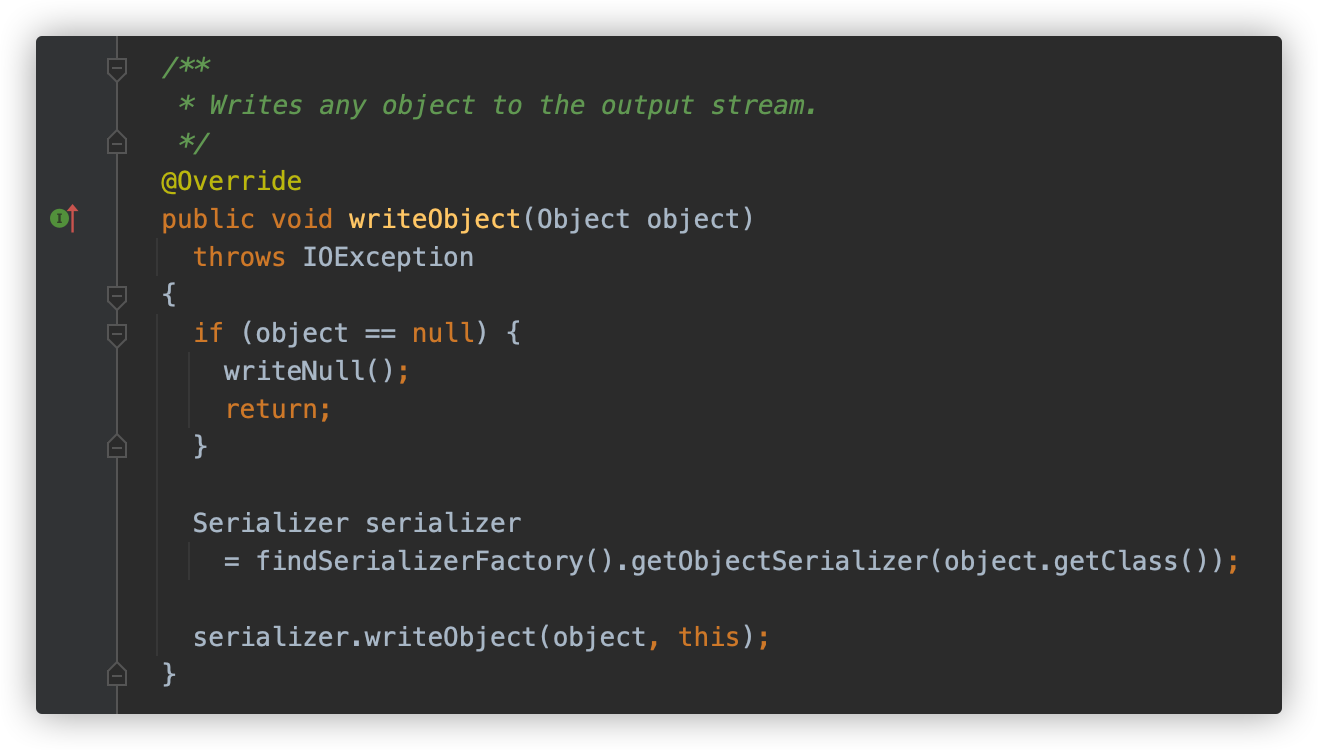 /**
 * Writes any object to the output stream.
 */
@Override
public void writeObject(Object object)
  throws IOException
{
  if (object == null) {
    writeNull();
    return;
  }

  Serializer serializer
    = findSerializerFactory().getObjectSerializer(object.getClass());

  serializer.writeObject(object, this);
}